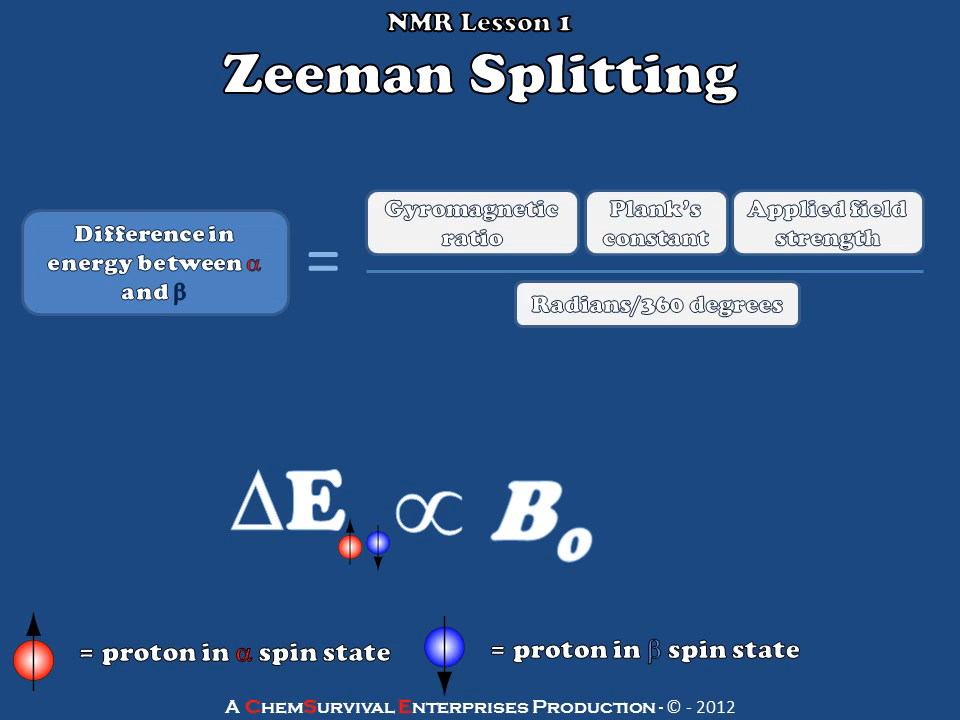 NMR Lesson 1
Zeeman Splitting
Difference in
energy between α
and β
=
Gyromagnetic
ratio
Plank's
constant
Applied field
strength
Radians/360 degrees
ΔE ∝ B₀
= proton in α spin state
= proton in β spin state
A ChemSurvival Enterprises Production - © - 2012